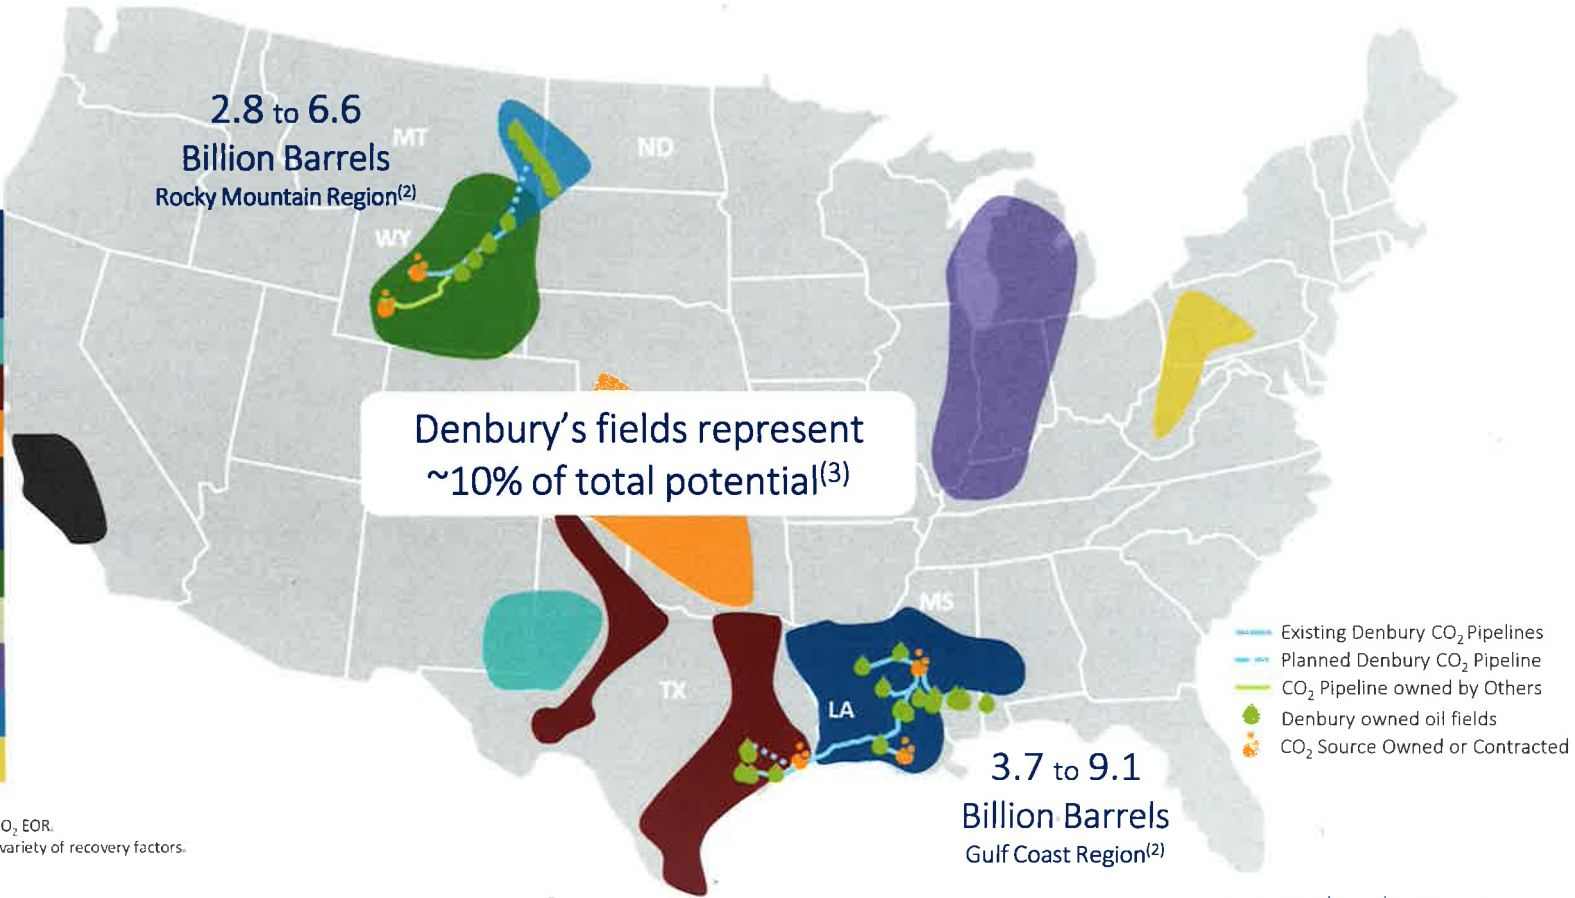 2.8 to 6.6
Billion Barrels
Rocky Mountain Region(2)
MT
ND
WY
Denbury's fields represent
~10% of total potential(3)
MS
TX
LA
3.7 to 9.1
Billion Barrels
Gulf Coast Region(2)
Existing Denbury CO2 Pipelines
Planned Denbury CO2 Pipeline
CO2 Pipeline owned by Others
Denbury owned oil fields
CO2 Source Owned or Contracted
O2 EOR.
variety of recovery factors.